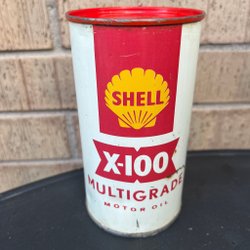 SHELL
X-100
MULTIGRADE
MOTOR OIL